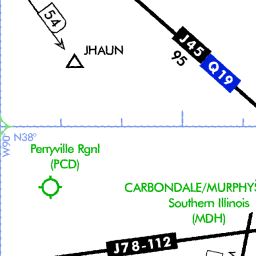 54
JHAUN
J45
95
Q19
N38°
W90°
Perryville Rgnl
(PCD)
CARBONDALE/MURPHYS
Southern Illinois
(MDH)
J78-112